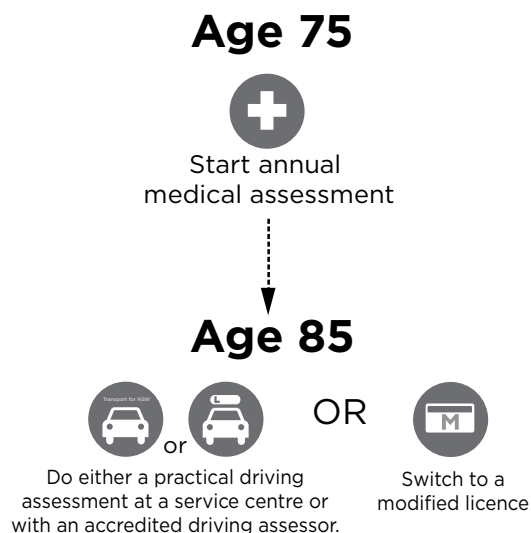 Age 75
Start annual
medical assessment
Age 85
Transport for NSW
L
or
OR
M
Do either a practical driving
assessment at a service centre or
with an accredited driving assessor.
Switch to a
modified licence